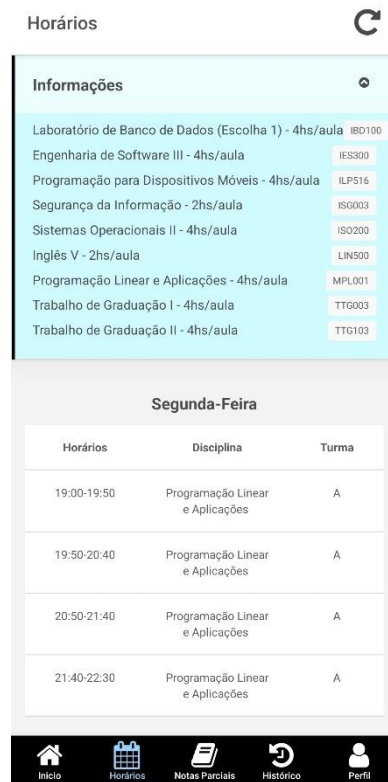 Horários
Informações
Laboratório de Banco de Dados (Escolha 1) - 4hs/aula IBD100
Engenharia de Software III - 4hs/aula IES300
Programação para Dispositivos Móveis - 4hs/aula ILP516
Segurança da Informação - 2hs/aula ISG003
Sistemas Operacionais II - 4hs/aula ISO200
Inglês V - 2hs/aula LIN500
Programação Linear e Aplicações - 4hs/aula MPL001
Trabalho de Graduação I - 4hs/aula TTG003
Trabalho de Graduação II - 4hs/aula TTG103
Segunda-Feira
Horários Disciplina Turma
19:00-19:50 Programação Linear A
e Aplicações
19:50-20:40 Programação Linear A
e Aplicações
20:50-21:40 Programação Linear A
e Aplicações
21:40-22:30 Programação Linear A
e Aplicações
Inicio Horários Notas Parciais Histórico Perfil